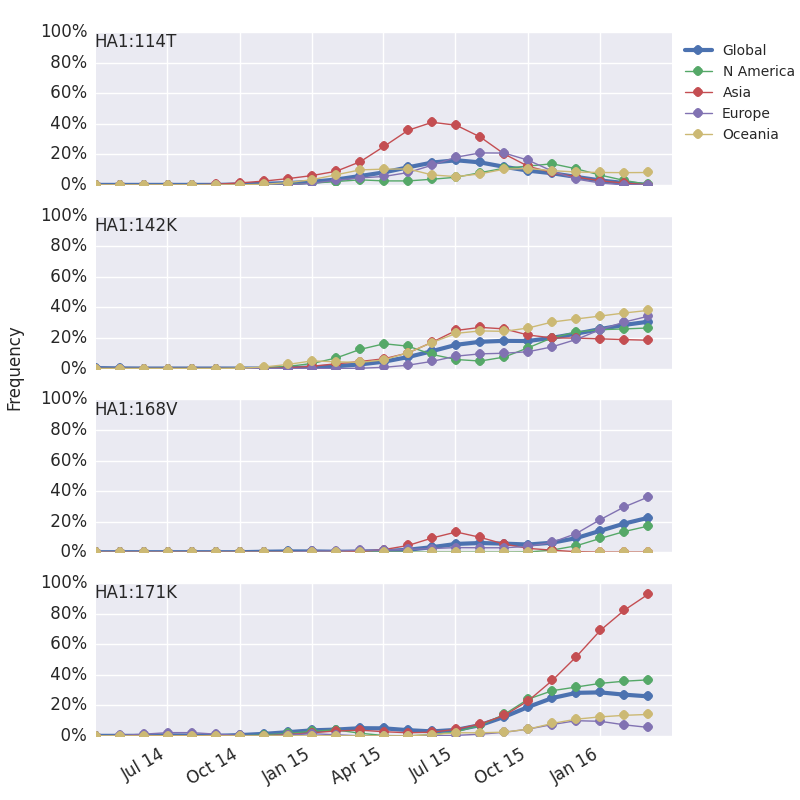 100%
HA1:114T
80%
60%
40%
20%
0%
Global
N America
Asia
Europe
Oceania
100%
HA1:142K
80%
60%
40%
20%
0%
Frequency
100%
HA1:168V
80%
60%
40%
20%
0%
100%
HA1:171K
80%
60%
40%
20%
0%
Jul 14
Oct 14
Jan 15
Apr 15
Jul 15
Oct 15
Jan 16